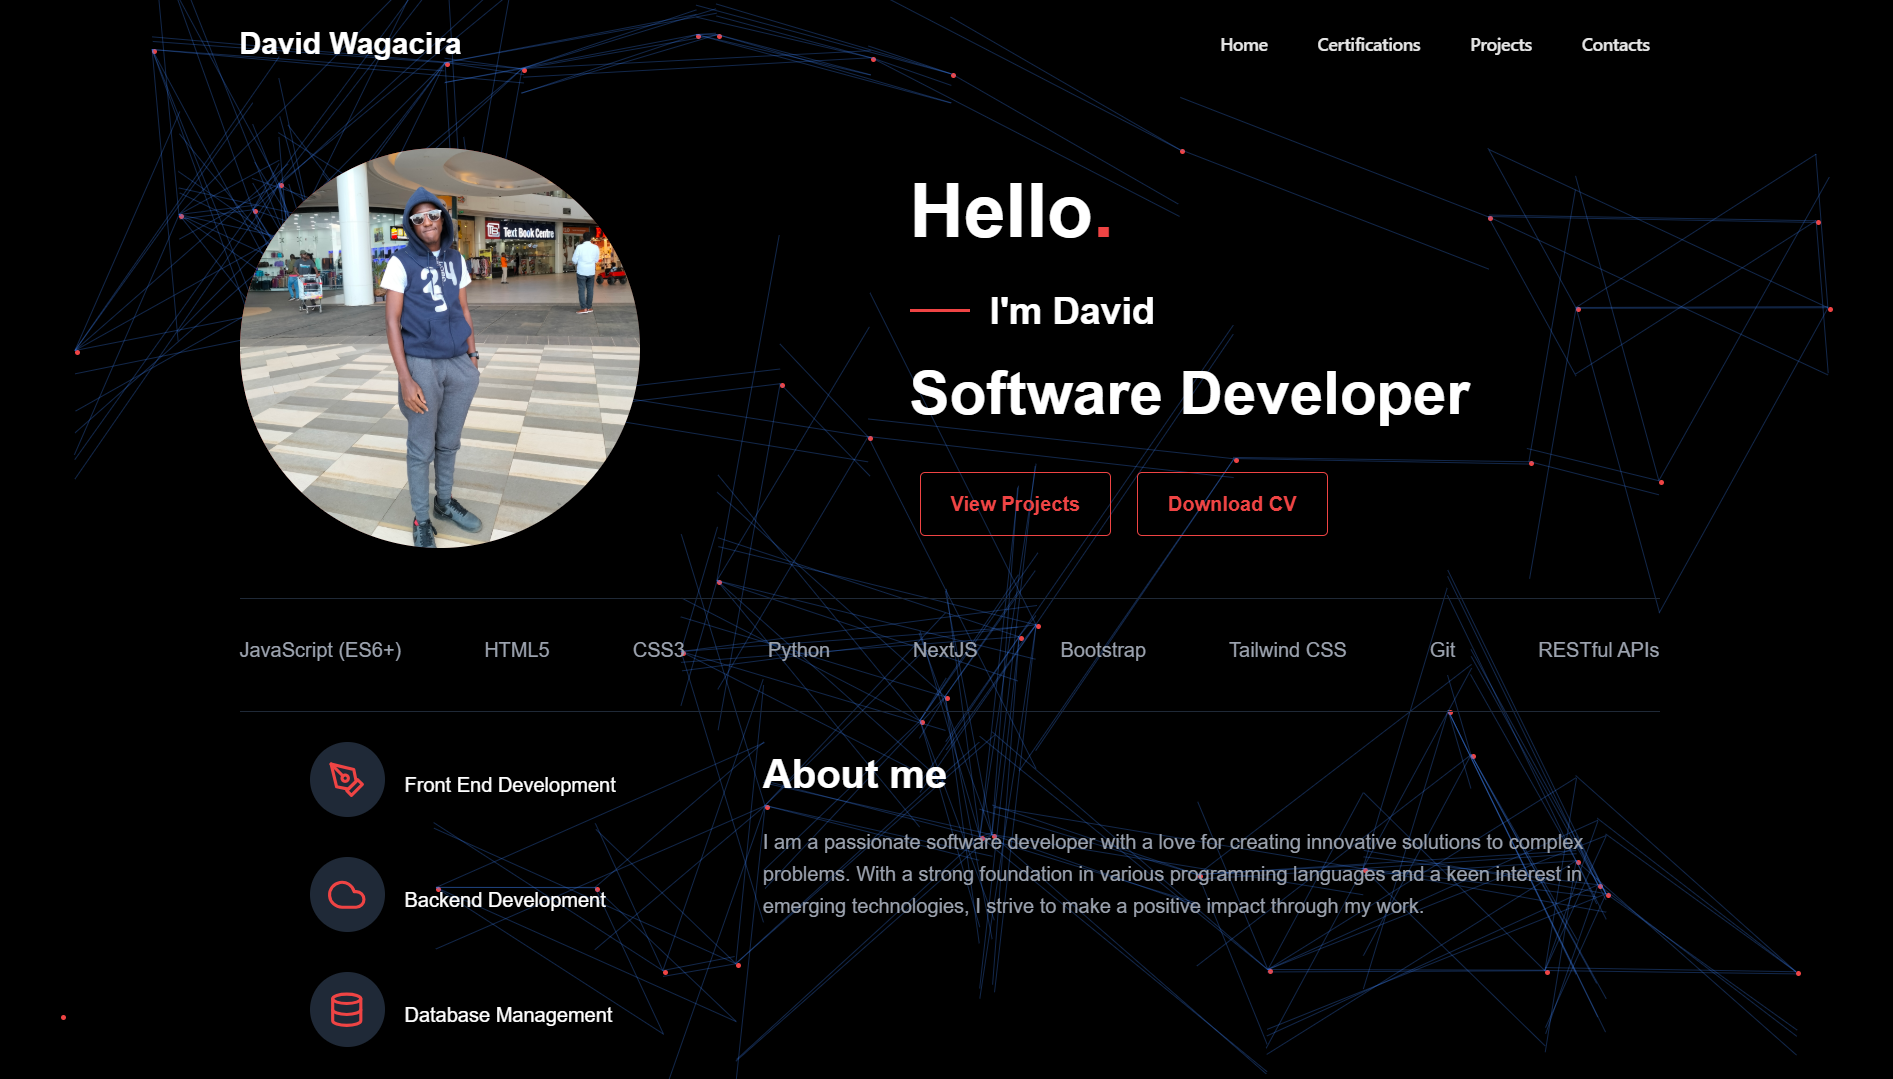 David Wagacira
Home
Certifications
Projects
Contacts
Text Book Centre
34
Hello.
I'm David
Software Developer
View Projects
Download CV
JavaScript (ES6+)
HTML5
CSS3
Python
NextJS
Bootstrap
Tailwind CSS
Git
RESTful APIs
Front End Development
Backend Development
Database Management
About me
I am a passionate software developer with a love for creating innovative solutions to complex
problems. With a strong foundation in various programming languages and a keen interest in
emerging technologies, I strive to make a positive impact through my work.